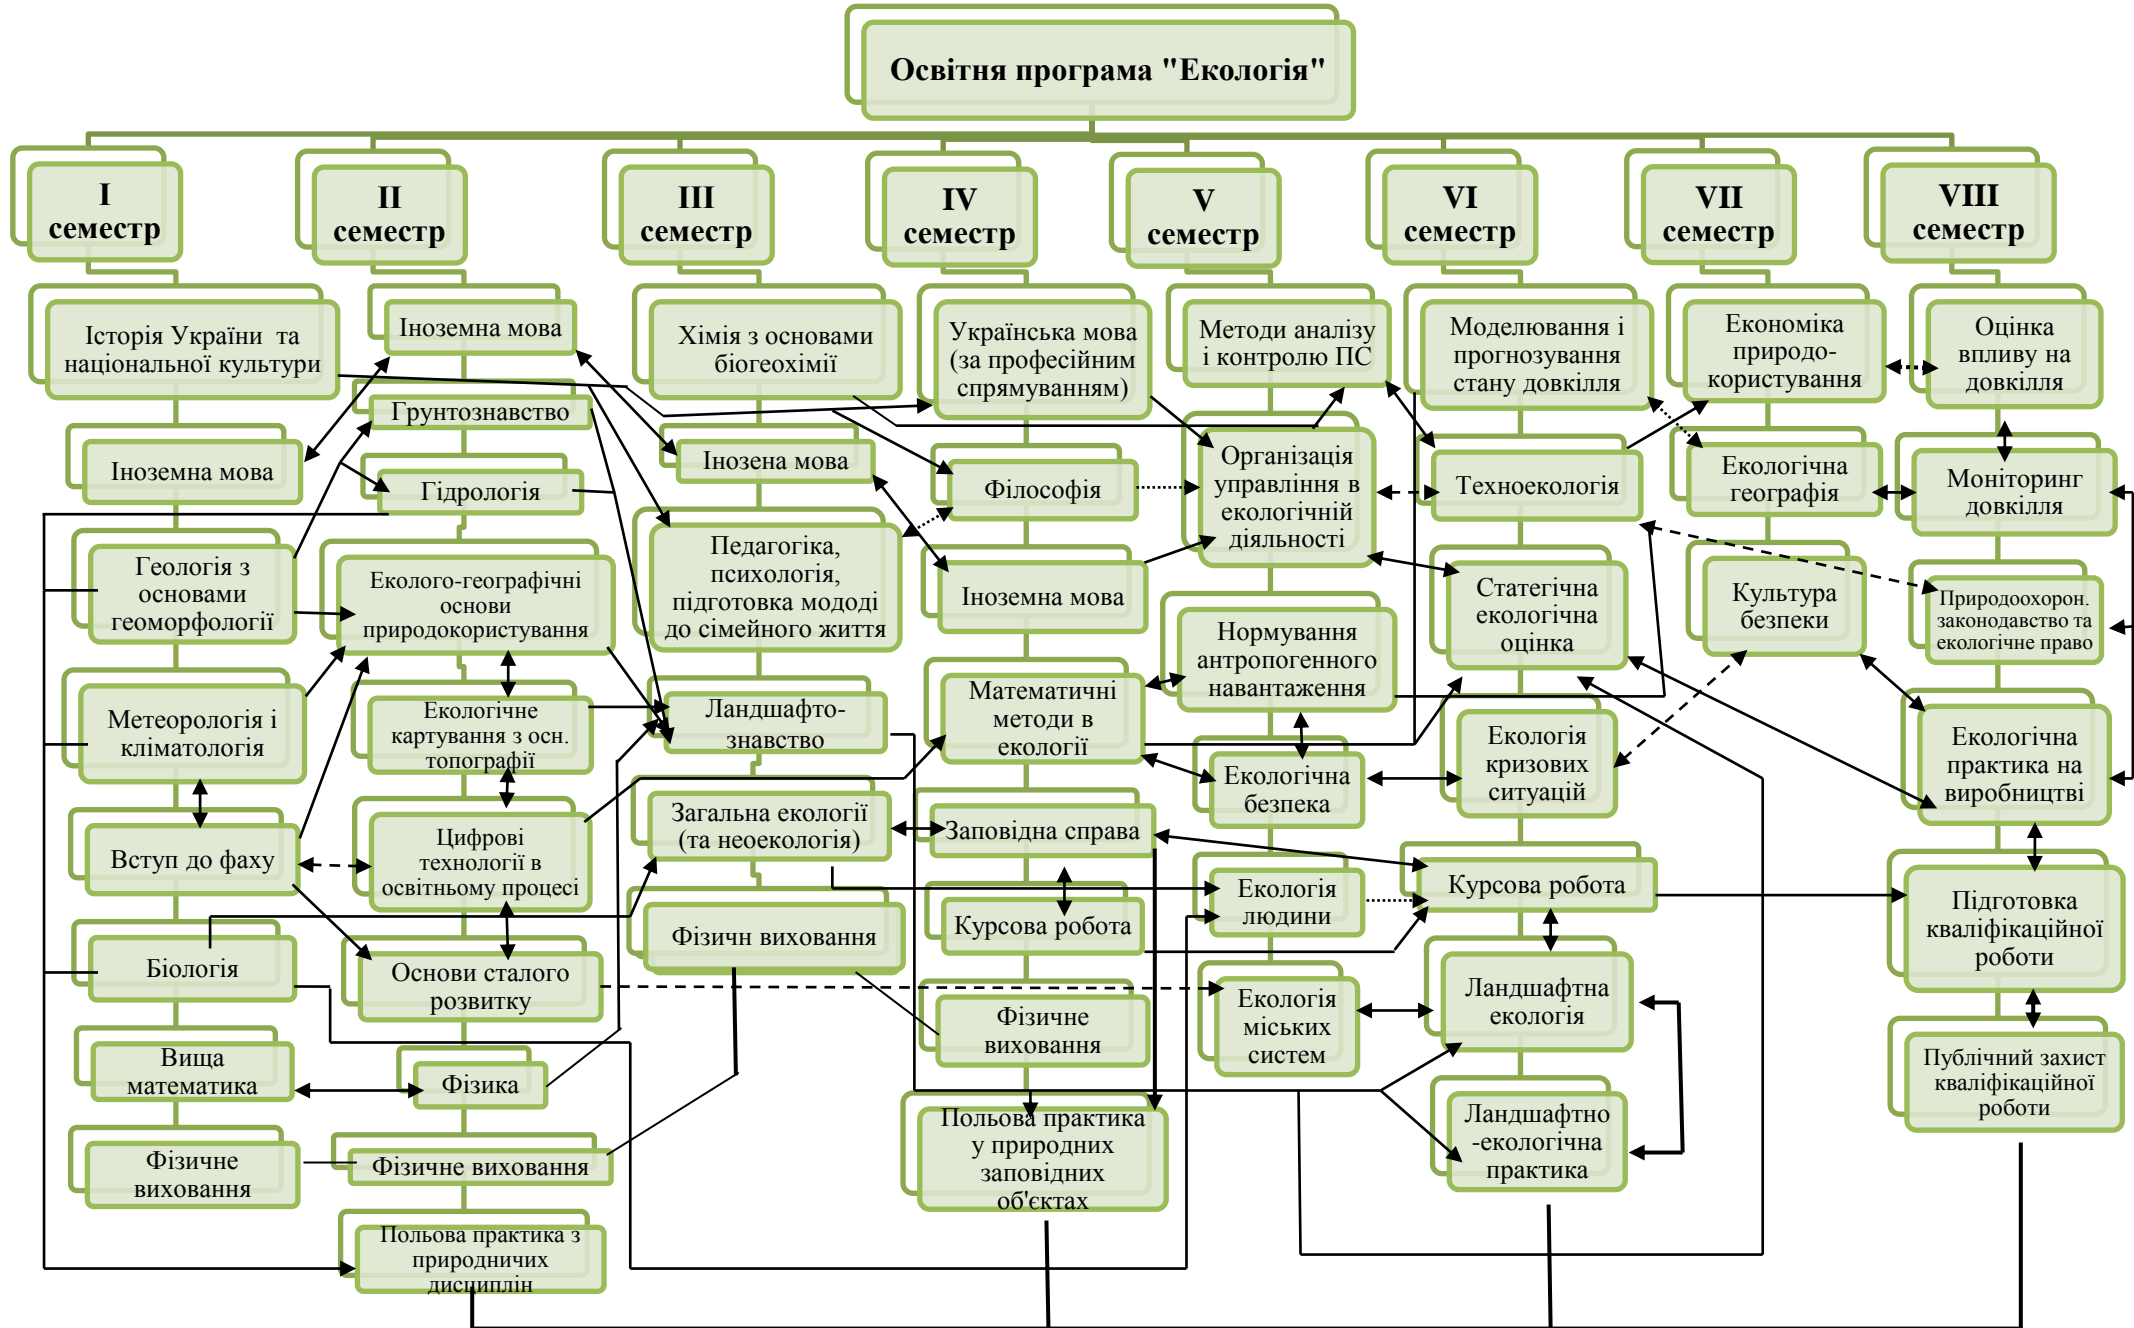 Освітня програма "Екологія"
I
семестр
II
семестр
III
семестр
IV
семестр
V
семестр
VI
семестр
VII
семестр
VIII
семестр
Історія України та
національної культури
Іноземна мова
Геологія з
основами
геоморфології
Метеорологія і
кліматологія
Вступ до фаху
Біологія
Вища
математика
Фізичне
виховання
Іноземна мова
Грунтознавство
Гідрологія
Еколого-географічні
основи
природокористування
Екологічне
картування з осн.
топографії
Цифрові
технології в
освітньому процесі
Основи сталого
розвитку
Фізика
Фізичне виховання
Польова практика з
природничих
дисциплін
Хімія з основами
біогеохімії
Інозена мова
Педагогіка,
психологія,
підготовка мододі
до сімейного життя
Ландшафто-
знавство
Загальна екології
(та неоекологія)
Фізичн виховання
Українська мова
(за професійним
спрямуванням)
Філософія
Іноземна мова
Математичні
методи в
екології
Заповідна справа
Курсова робота
Фізичне
виховання
Польова практика
у природних
заповідних
об'єктах
Методи аналізу
і контролю ПС
Організація
управління в
екологічній
діяльності
Нормування
антропогенного
навантаження
Екологічна
безпека
Екологія
людини
Екологія
міських
систем
Моделювання і
прогнозування
стану довкілля
Техноекологія
Статегічна
екологічна
оцінка
Екологія
кризових
ситуацій
Курсова робота
Ландшафтна
екологія
Ландшафтно
-екологічна
практика
Економіка
природо-
користування
Екологічна
географія
Культура
безпеки
Оцінка
впливу на
довкілля
Моніторинг
довкілля
Природоохорон.
законодавство та
екологічне право
Екологічна
практика на
виробництві
Підготовка
кваліфікаційної
роботи
Публічний захист
кваліфікаційної
роботи